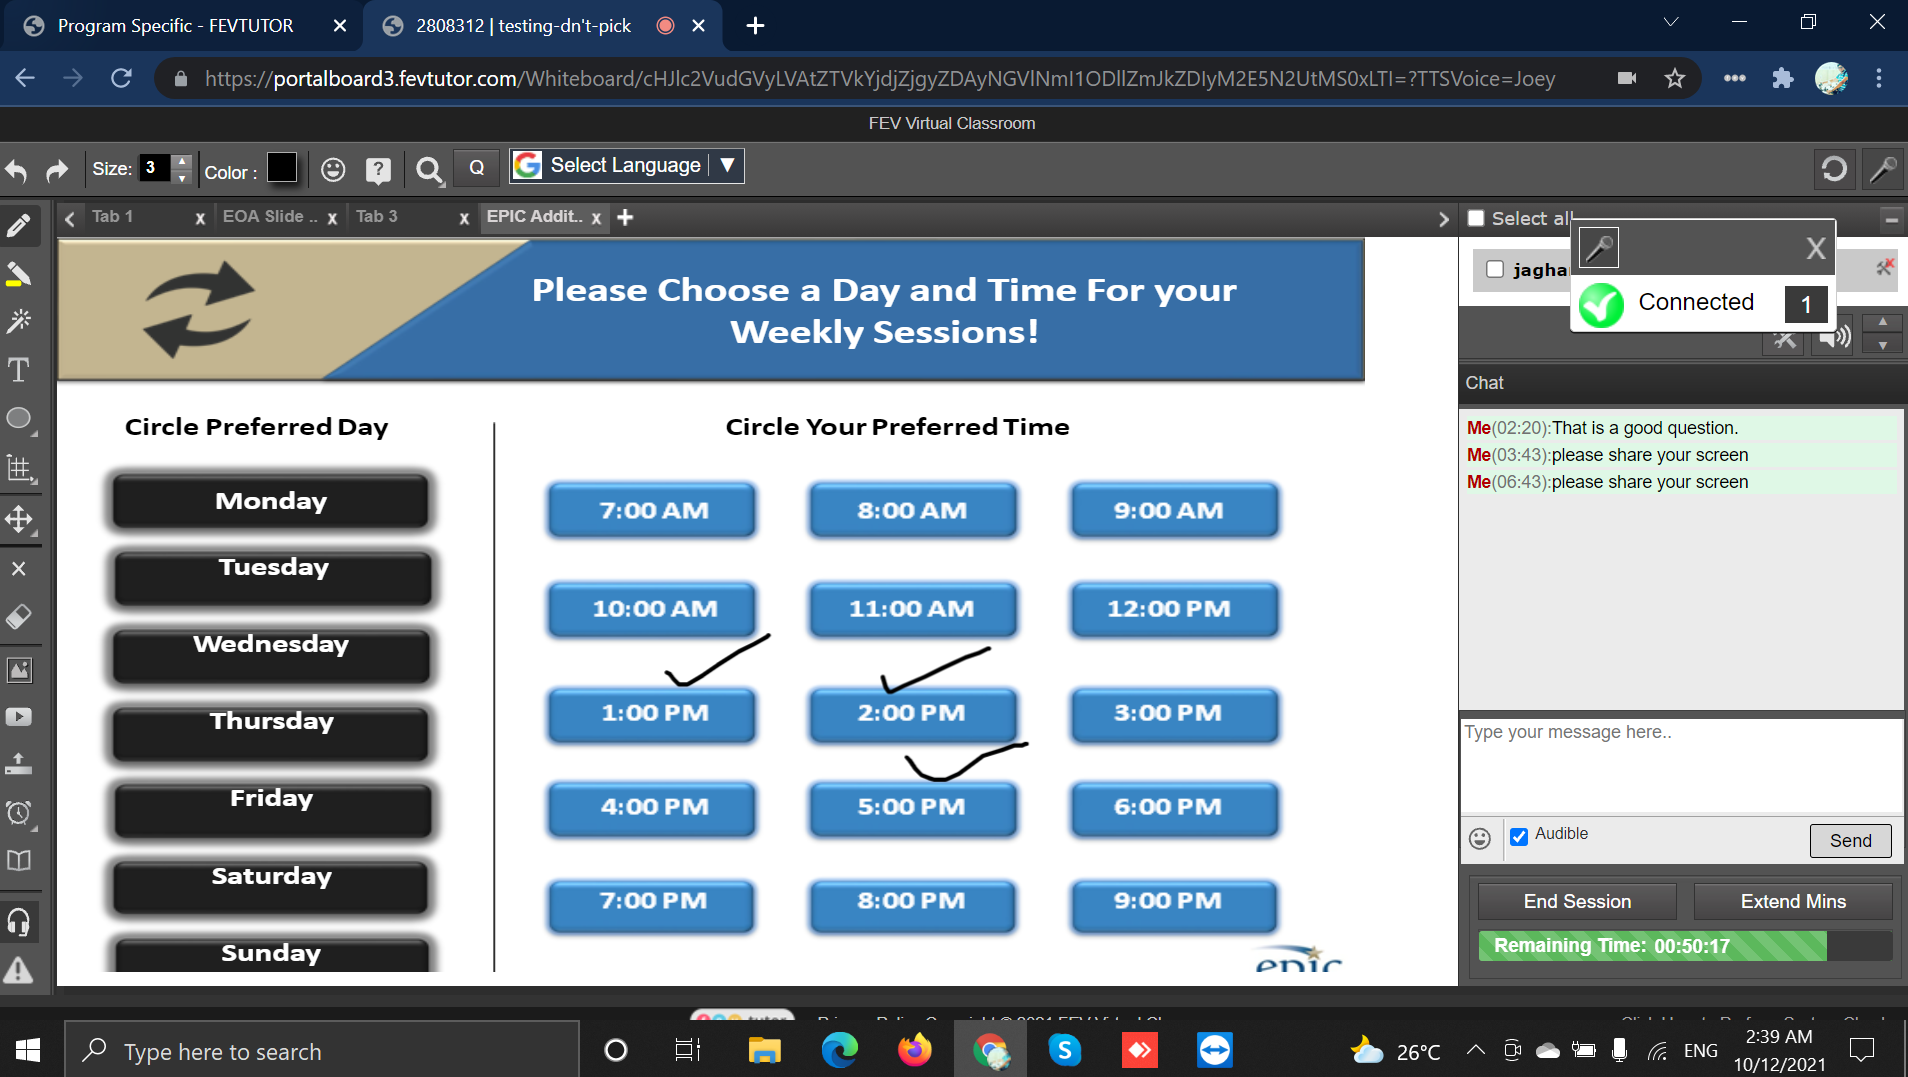 Program Specific - FEVTUTOR
2808312 | testing-dn't-pick
https://portalboard3.fevtutor.com/Whiteboard/cHJlc2VudGVyLVAtZTVkYjdjZjgyZDAyNGVlNmI1ODllZmJkZDIyM2E5N2UtMS0xLTI=?TTSVoice=Joey
FEV Virtual Classroom
Size: 3 Color : Q Select Language
Tab 1 x EOA Slide .. x Tab 3 x EPIC Addit.. x
Select all
jagha
X
Connected 1
Please Choose a Day and Time For your
Weekly Sessions!
Circle Preferred Day
Monday
Tuesday
Wednesday
Thursday
Friday
Saturday
Sunday
Circle Your Preferred Time
7:00 AM 8:00 AM 9:00 AM
10:00 AM 11:00 AM 12:00 PM
1:00 PM 2:00 PM 3:00 PM
4:00 PM 5:00 PM 6:00 PM
7:00 PM 8:00 PM 9:00 PM
epic
Chat
Me(02:20):That is a good question.
Me(03:43):please share your screen
Me(06:43):please share your screen
Type your message here..
Audible
Send
End Session Extend Mins
Remaining Time: 00:50:17
Type here to search
26°C
ENG
2:39 AM
10/12/2021